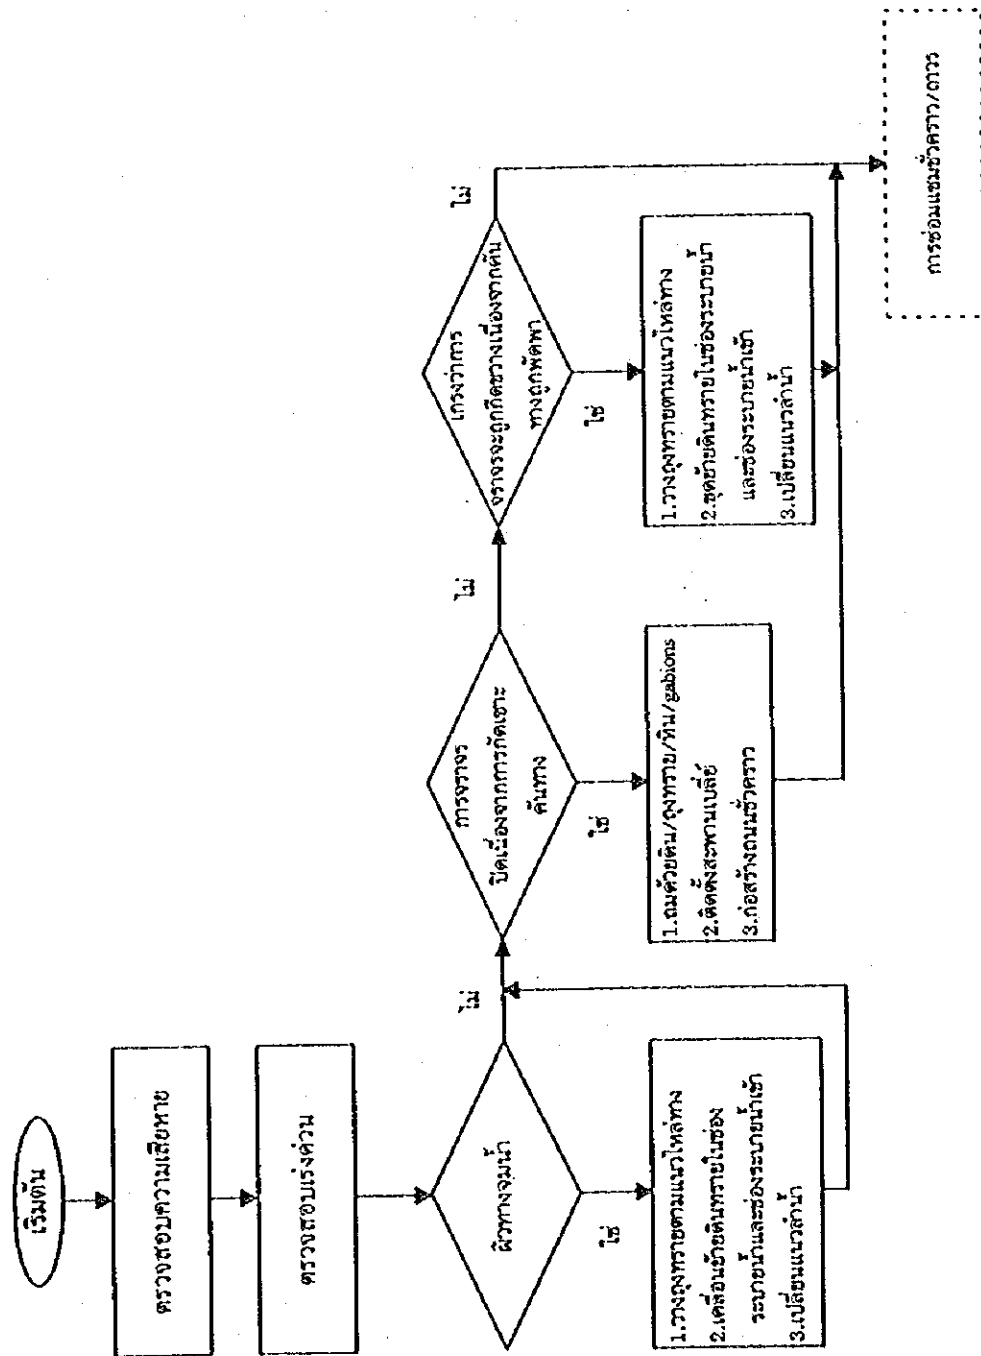 เริ่มต้น
ตรวจสอบความเสียหาย
ตรวจสอบเร่งด่วน
ผิวทางจมน้ำ
ไม่
ใช่
1.วางถุงทรายตามแนวไหล่ทาง
2.เคลื่อนย้ายดินทรายในช่อง
ระบายน้ำและช่องระบายน้ำเข้า
3.เปลี่ยนแนวลำน้ำ
การจราจร
ปิดเนื่องจากการกัดเซาะ
คันทาง
ไม่
ใช่
1.ถมด้วยดิน/ถุงทราย/หิน/gabions
2.ติดตั้งสะพานเบลี่ย์
3.ก่อสร้างถนนชั่วคราว
เกรงว่าการ
จราจรจะถูกกีดขวางเนื่องจากคัน
ทางถูกพัดพา
ไม่
ใช่
1.วางถุงทรายตามแนวไหล่ทาง
2.ขุดย้ายดินทรายในช่องระบายน้ำ
และช่องระบายน้ำเข้า
3.เปลี่ยนแนวลำน้ำ
การซ่อมแซมชั่วคราว/ถาวร